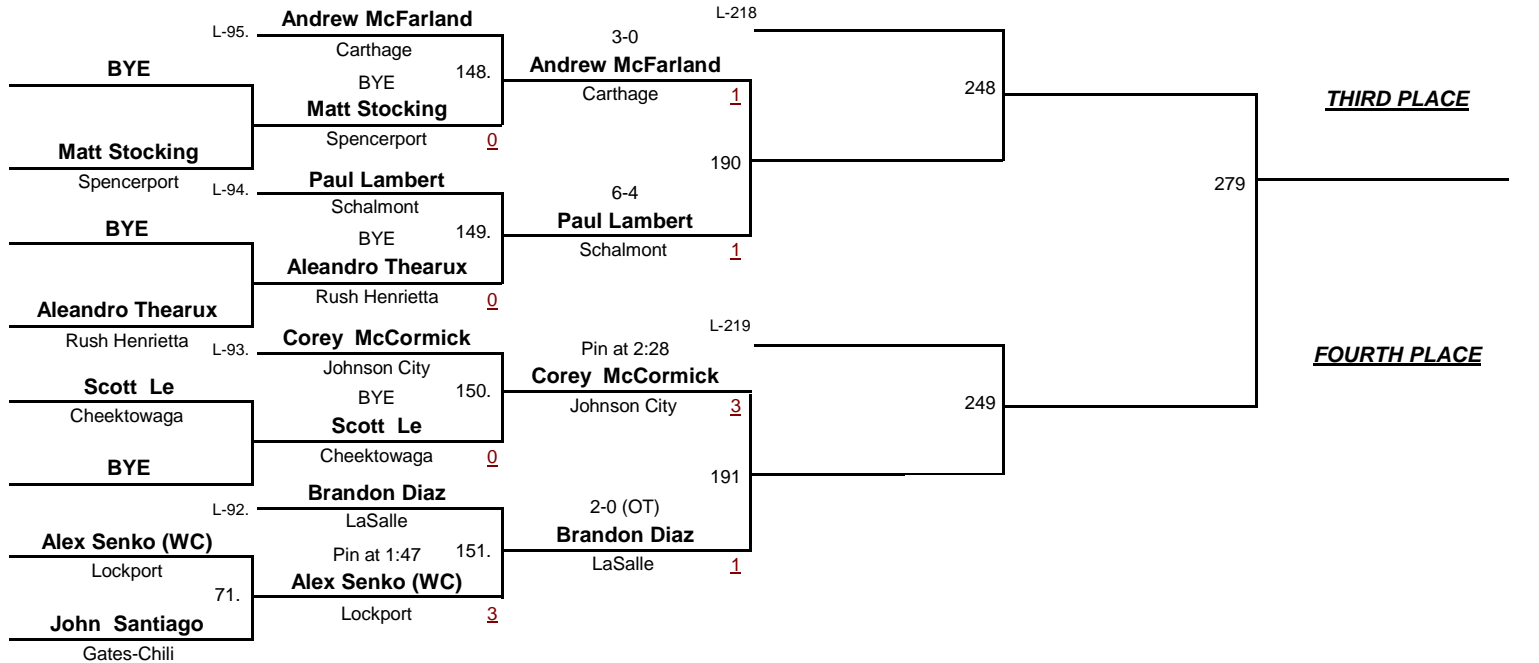 L-95.
Andrew McFarland
Carthage
BYE
BYE
148.
Matt Stocking
Spencerport
0
Matt Stocking
Spencerport
L-94.
Paul Lambert
Schalmont
BYE
BYE
149.
Aleandro Thearux
Rush Henrietta
0
Aleandro Thearux
Rush Henrietta
L-93.
Corey McCormick
Johnson City
Scott Le
Cheektowaga
BYE
150.
Scott Le
Cheektowaga
0
BYE
L-92.
Brandon Diaz
LaSalle
Alex Senko (WC)
Lockport
Pin at 1:47
151.
71.
Alex Senko (WC)
Lockport
3
John Santiago
Gates-Chili
3-0
Andrew McFarland
Carthage
1
190
6-4
Paul Lambert
Schalmont
1
Pin at 2:28
Corey McCormick
Johnson City
3
191
2-0 (OT)
Brandon Diaz
LaSalle
1
L-218
248
L-219
249
279
THIRD PLACE
FOURTH PLACE